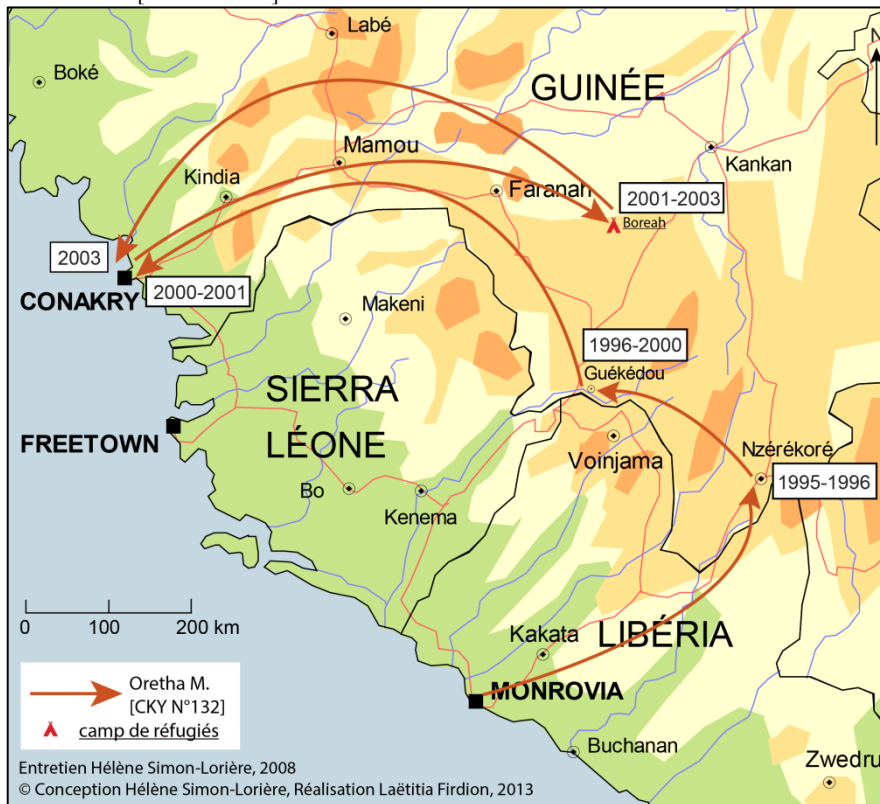 Labé
Boké
GUINÉE
N
Mamou
Kankan
Kindia
Faranah
2001-2003
Boreah
2003
CONAKRY
2000-2001
Makeni
1996-2000
Guékédou
SIERRA
LÉONE
FREETOWN
Voinjama
Nzérékoré
1995-1996
Bo
Kenema
0 100 200 km
Kakata
LIBÉRIA
MONROVIA
Oretha M.
[CKY N°132]
camp de réfugiés
Buchanan
Zwedru
Entretien Hélène Simon-Lorière, 2008
© Conception Hélène Simon-Lorière, Réalisation Laëtitia Firdion, 2013